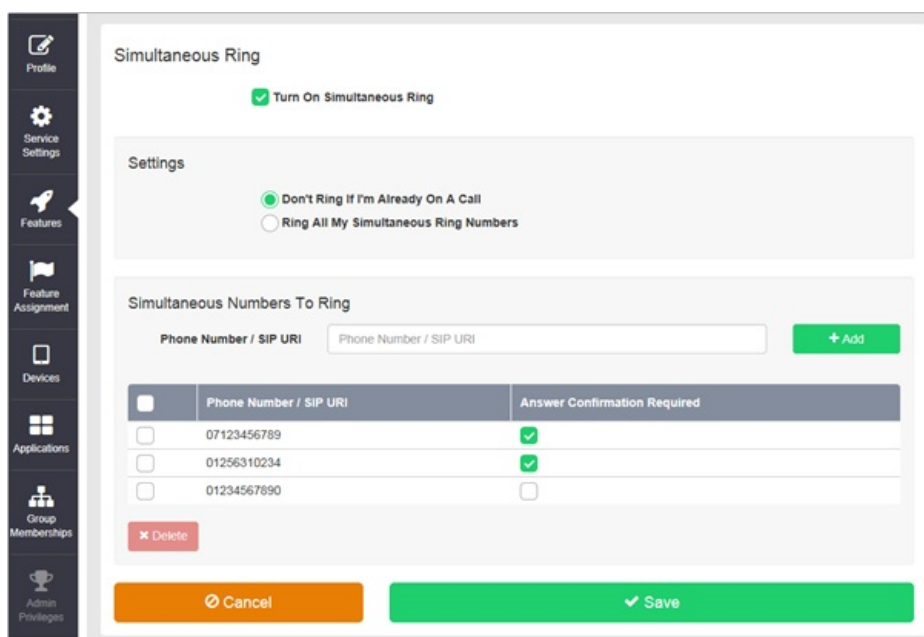 Profile
Service
Settings
Features
Feature
Assignment
Devices
Applications
Group
Memberships
Admin
Privileges
Simultaneous Ring
Turn On Simultaneous Ring
Settings
Don't Ring If I'm Already On A Call
Ring All My Simultaneous Ring Numbers
Simultaneous Numbers To Ring
Phone Number / SIP URI Phone Number / SIP URI + Add
Phone Number / SIP URI Answer Confirmation Required
07123456789
01256310234
01234567890
Delete
Cancel Save